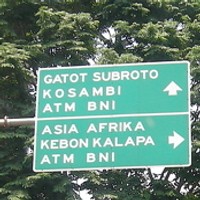 GATOT SUBROTO
KOSAMBI
ATM BNI
ASIA AFRIKA
KEBON KALAPA
ATM BNI